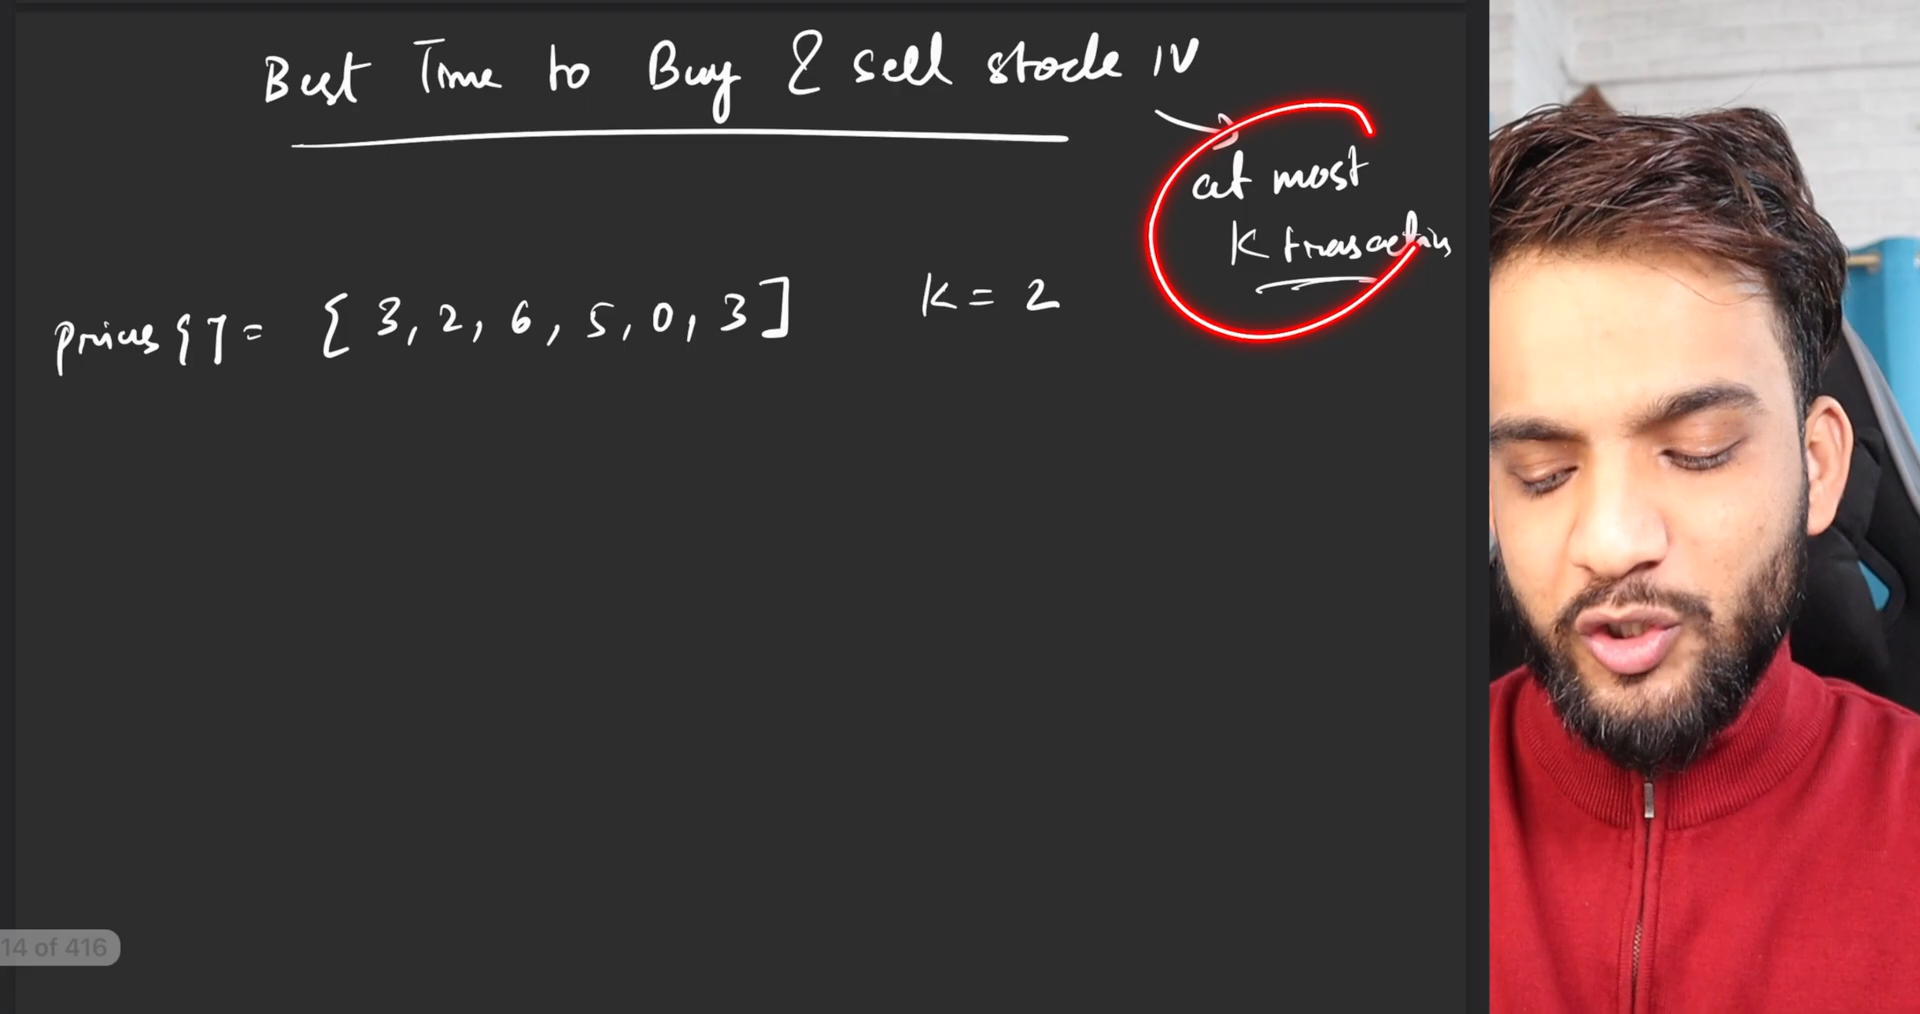 Best Time to Buy & sell stock IV
at most
K transactions
prices [] = [ 3, 2, 6, 5, 0, 3 ] K = 2
14 of 416